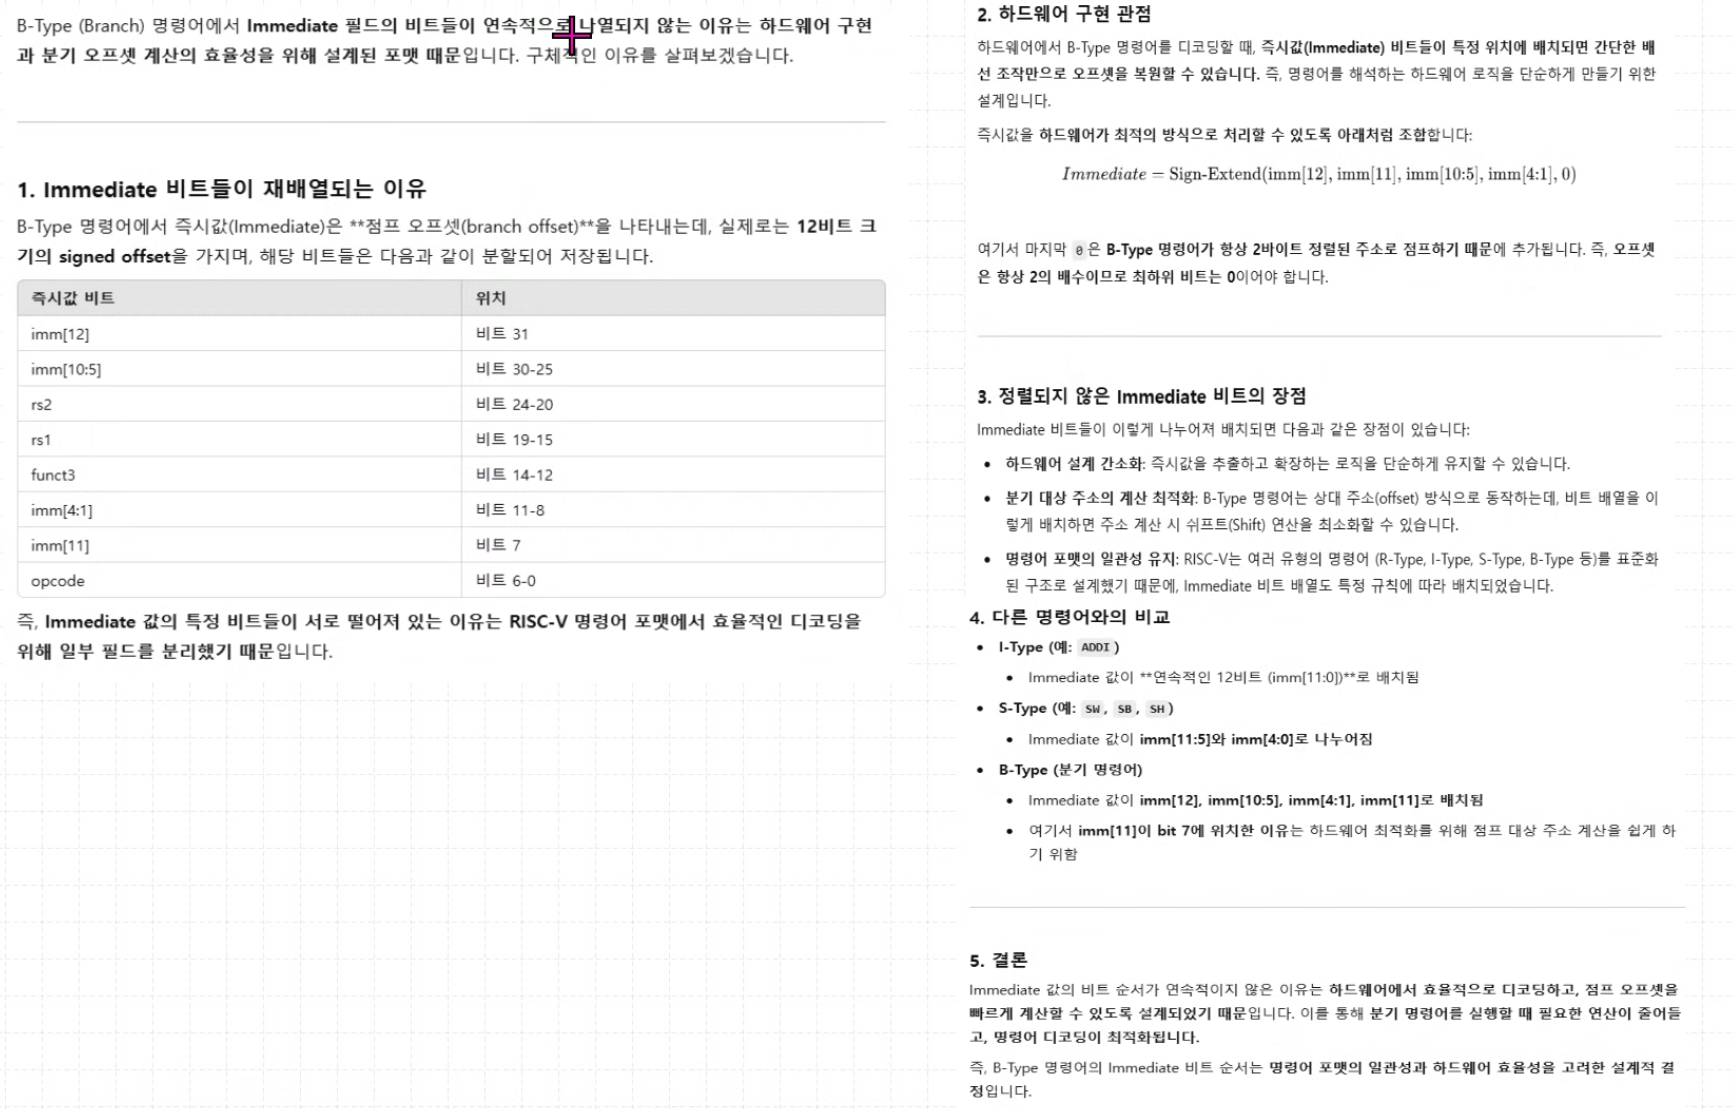 B-Type (Branch) 명령어에서 Immediate 필드의 비트들이 연속적으로 나열되지 않는 이유는 하드웨어 구현
과 분기 오프셋 계산의 효율성을 위해 설계된 포맷 때문입니다. 구체적인 이유를 살펴보겠습니다.
1. Immediate 비트들이 재배열되는 이유
B-Type 명령어에서 즉시값(Immediate)은 **점프 오프셋(branch offset)**을 나타내는데, 실제로는 12비트 크
기의 signed offset을 가지며, 해당 비트들은 다음과 같이 분할되어 저장됩니다.
즉시값 비트 위치
imm[12] 비트 31
imm[10:5] 비트 30-25
rs2 비트 24-20
rs1 비트 19-15
funct3 비트 14-12
imm[4:1] 비트 11-8
imm[11] 비트 7
opcode 비트 6-0
즉, Immediate 값의 특정 비트들이 서로 떨어져 있는 이유는 RISC-V 명령어 포맷에서 효율적인 디코딩을
위해 일부 필드를 분리했기 때문입니다.
2. 하드웨어 구현 관점
하드웨어에서 B-Type 명령어를 디코딩할 때, 즉시값(Immediate) 비트들이 특정 위치에 배치되면 간단한 배
선 조작만으로 오프셋을 복원할 수 있습니다. 즉, 명령어를 해석하는 하드웨어 로직을 단순하게 만들기 위한
설계입니다.
즉시값을 하드웨어가 최적의 방식으로 처리할 수 있도록 아래처럼 조합합니다:
Immediate = Sign-Extend(imm[12], imm[11], imm[10:5], imm[4:1], 0)
여기서 마지막 0은 B-Type 명령어가 항상 2바이트 정렬된 주소로 점프하기 때문에 추가됩니다. 즉, 오프셋
은 항상 2의 배수이므로 최하위 비트는 0이어야 합니다.
3. 정렬되지 않은 Immediate 비트의 장점
Immediate 비트들이 이렇게 나누어져 배치되면 다음과 같은 장점이 있습니다:
• 하드웨어 설계 간소화: 즉시값을 추출하고 확장하는 로직을 단순하게 유지할 수 있습니다.
• 분기 대상 주소의 계산 최적화: B-Type 명령어는 상대 주소(offset) 방식으로 동작하는데, 비트 배열을 이
렇게 배치하면 주소 계산 시 쉬프트(Shift) 연산을 최소화할 수 있습니다.
• 명령어 포맷의 일관성 유지: RISC-V는 여러 유형의 명령어 (R-Type, I-Type, S-Type, B-Type 등)를 표준화
된 구조로 설계했기 때문에, Immediate 비트 배열도 특정 규칙에 따라 배치되었습니다.
4. 다른 명령어와의 비교
• I-Type (예: ADDI)
• Immediate 값이 **연속적인 12비트 (imm[11:0])**로 배치됨
• S-Type (예: SW, SB, SH)
• Immediate 값이 imm[11:5]와 imm[4:0]로 나누어짐
• B-Type (분기 명령어)
• Immediate 값이 imm[12], imm[10:5], imm[4:1], imm[11]로 배치됨
• 여기서 imm[11]이 bit 7에 위치한 이유는 하드웨어 최적화를 위해 점프 대상 주소 계산을 쉽게 하
기 위함
5. 결론
Immediate 값의 비트 순서가 연속적이지 않은 이유는 하드웨어에서 효율적으로 디코딩하고, 점프 오프셋을
빠르게 계산할 수 있도록 설계되었기 때문입니다. 이를 통해 분기 명령어를 실행할 때 필요한 연산이 줄어들
고, 명령어 디코딩이 최적화됩니다.
즉, B-Type 명령어의 Immediate 비트 순서는 명령어 포맷의 일관성과 하드웨어 효율성을 고려한 설계적 결
정입니다.